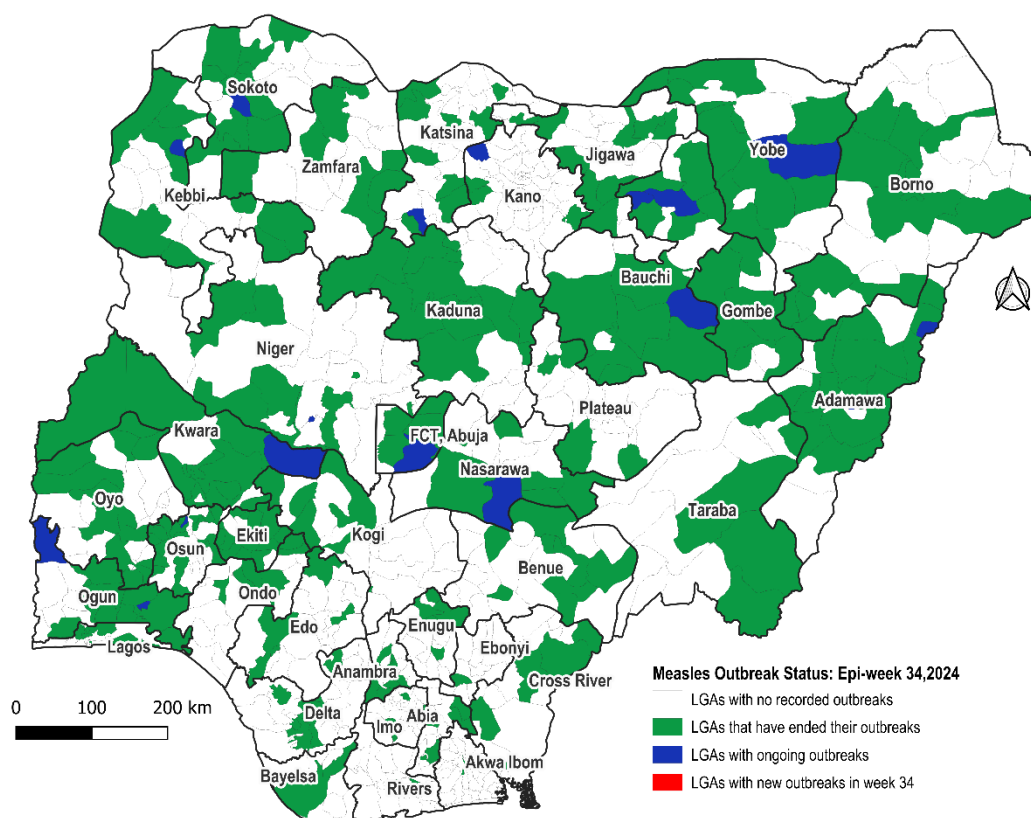 Sokoto
Katsina
Zamfara
Kebbi
Kano
Jigawa
Yobe
Borno
Bauchi
Gombe
Kaduna
Niger
Adamawa
Plateau
Kwara
FCT, Abuja
Nasarawa
Oyo
Taraba
Kogi
Ekiti
Osun
Benue
Ogun
Ondo
Edo
Enugu
Ebonyi
Lagos
Anambra
Cross River
Delta
Abia
Imo
Bayelsa
Akwa Ibom
Rivers
0 100 200 km
Measles Outbreak Status: Epi-week 34,2024
LGAs with no recorded outbreaks
LGAs that have ended their outbreaks
LGAs with ongoing outbreaks
LGAs with new outbreaks in week 34